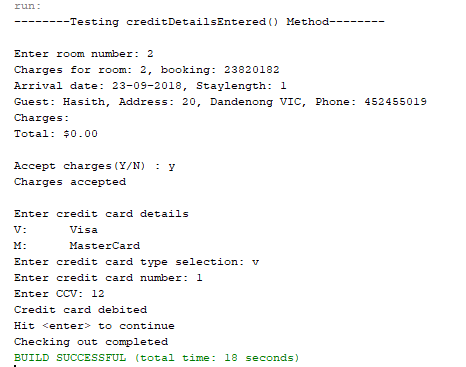 run:
--------Testing creditDetailsEntered() Method--------
Enter room number: 2
Charges for room: 2, booking: 23820182
Arrival date: 23-09-2018, Staylength: 1
Guest: Hasith, Address: 20, Dandenong VIC, Phone: 452455019
Charges:
Total: $0.00
Accept charges(Y/N) : y
Charges accepted
Enter credit card details
V:      Visa
M:      MasterCard
Enter credit card type selection: v
Enter credit card number: 1
Enter CCV: 12
Credit card debited
Hit <enter> to continue
Checking out completed
BUILD SUCCESSFUL (total time: 18 seconds)